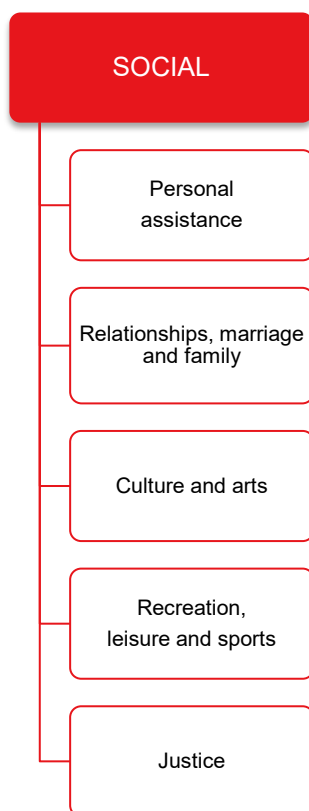 SOCIAL
Personal
assistance
Relationships, marriage
and family
Culture and arts
Recreation,
leisure and sports
Justice